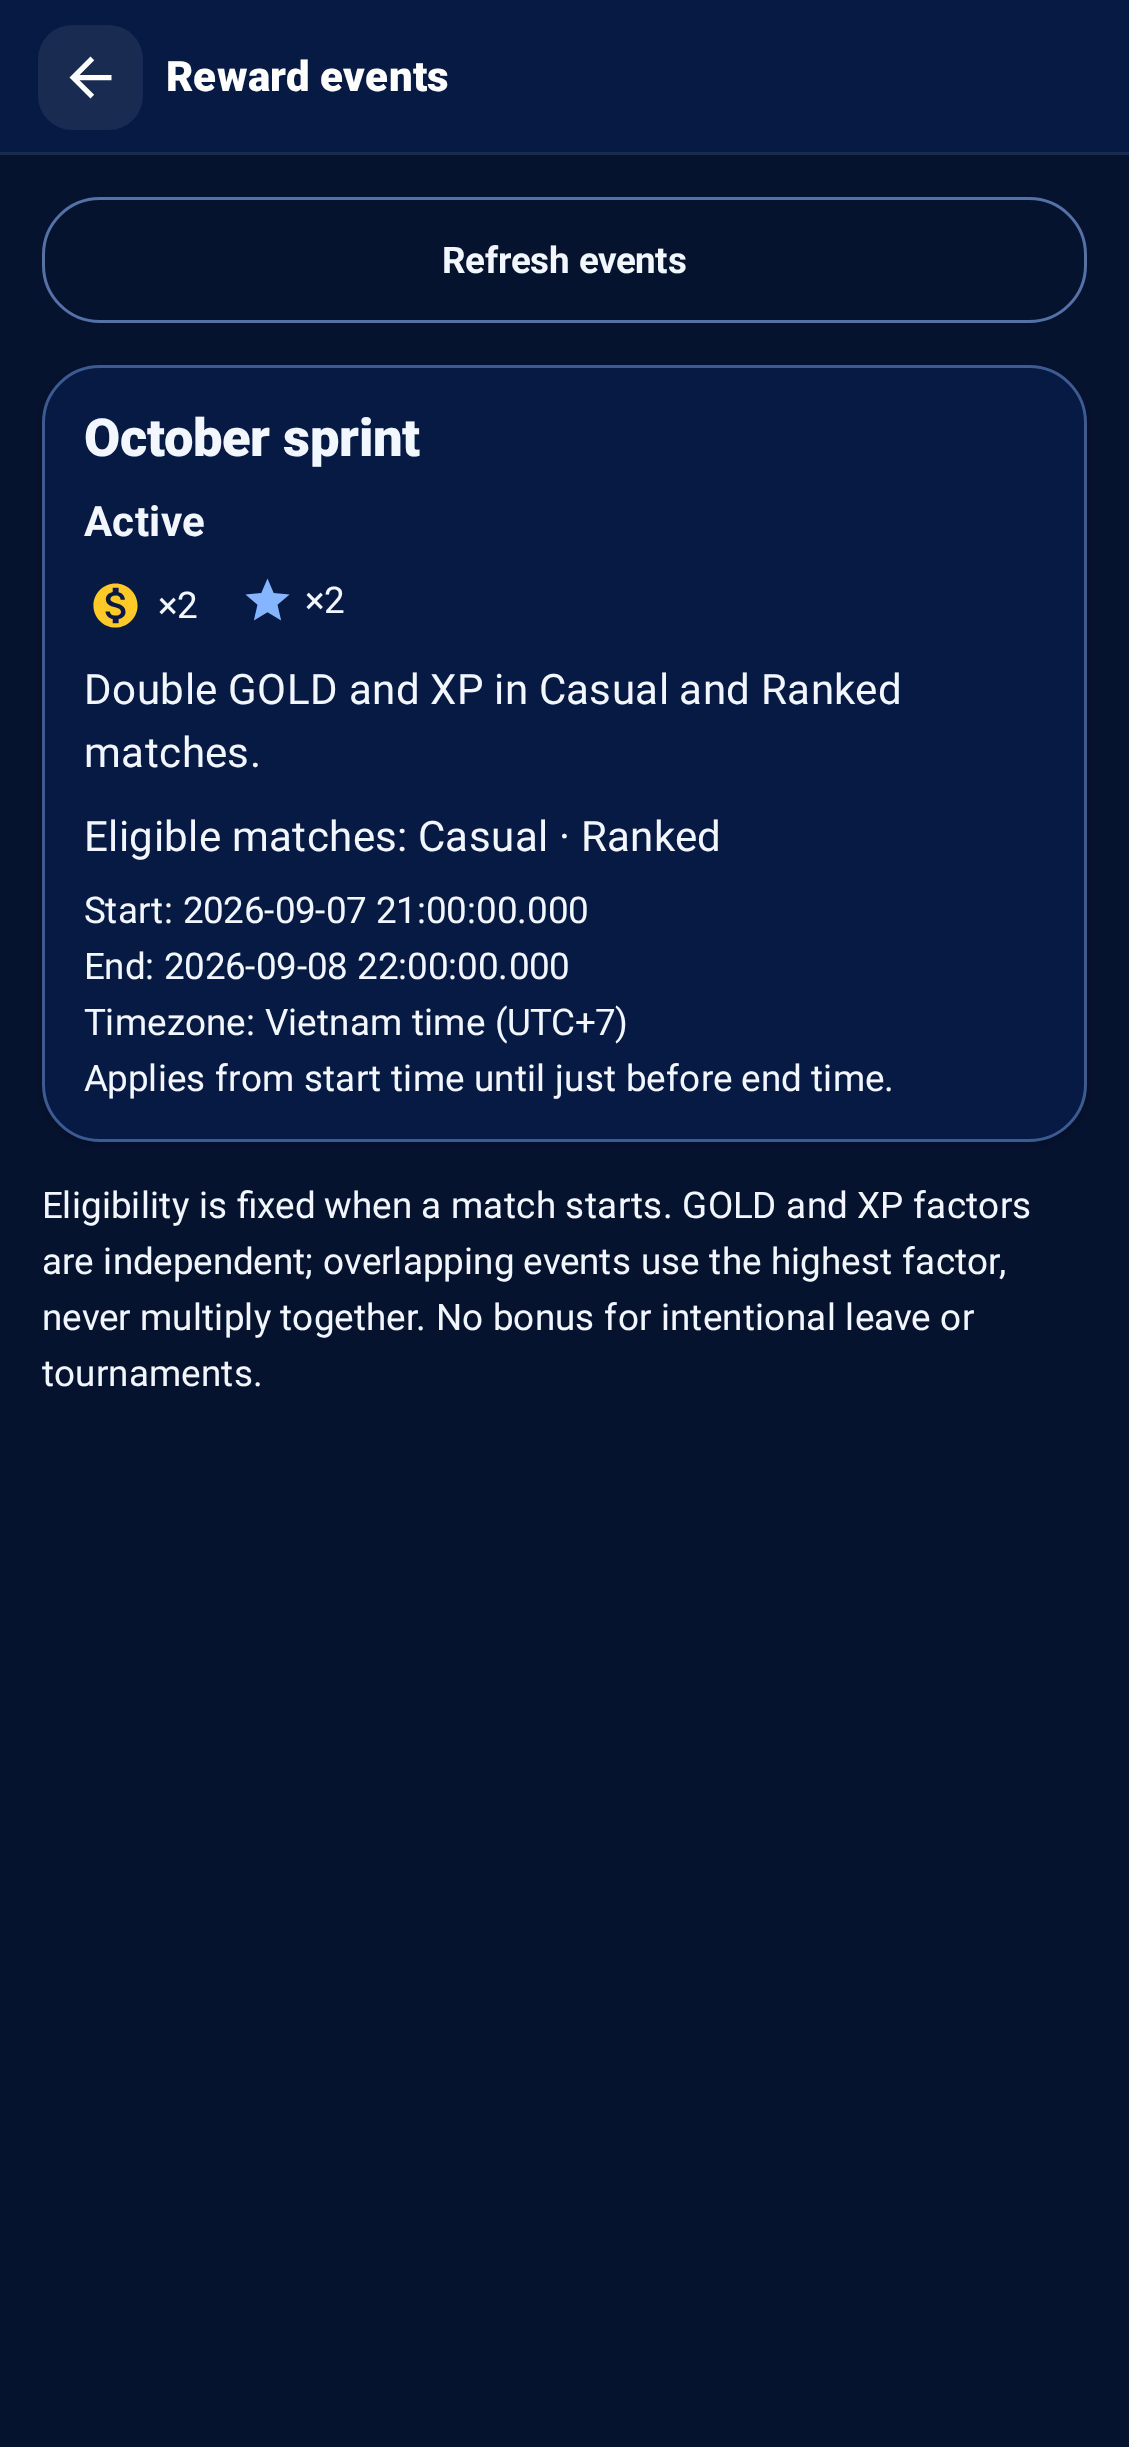 Reward events
Refresh events
October sprint
Active
×2 ×2
Double GOLD and XP in Casual and Ranked
matches.
Eligible matches: Casual · Ranked
Start: 2026-09-07 21:00:00.000
End: 2026-09-08 22:00:00.000
Timezone: Vietnam time (UTC+7)
Applies from start time until just before end time.
Eligibility is fixed when a match starts. GOLD and XP factors
are independent; overlapping events use the highest factor,
never multiply together. No bonus for intentional leave or
tournaments.